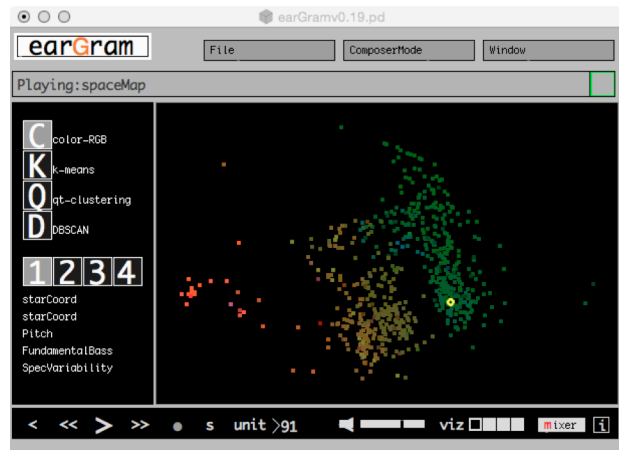 earGramv0.19.pd
earGram
File
ComposerMode
Window
Playing:spaceMap
C color-RGB
K k-means
Q qt-clustering
D DBSCAN
1 2 3 4
starCoord
starCoord
Pitch
FundamentalBass
SpecVariability
< << > >> s unit >91 viz mixer i